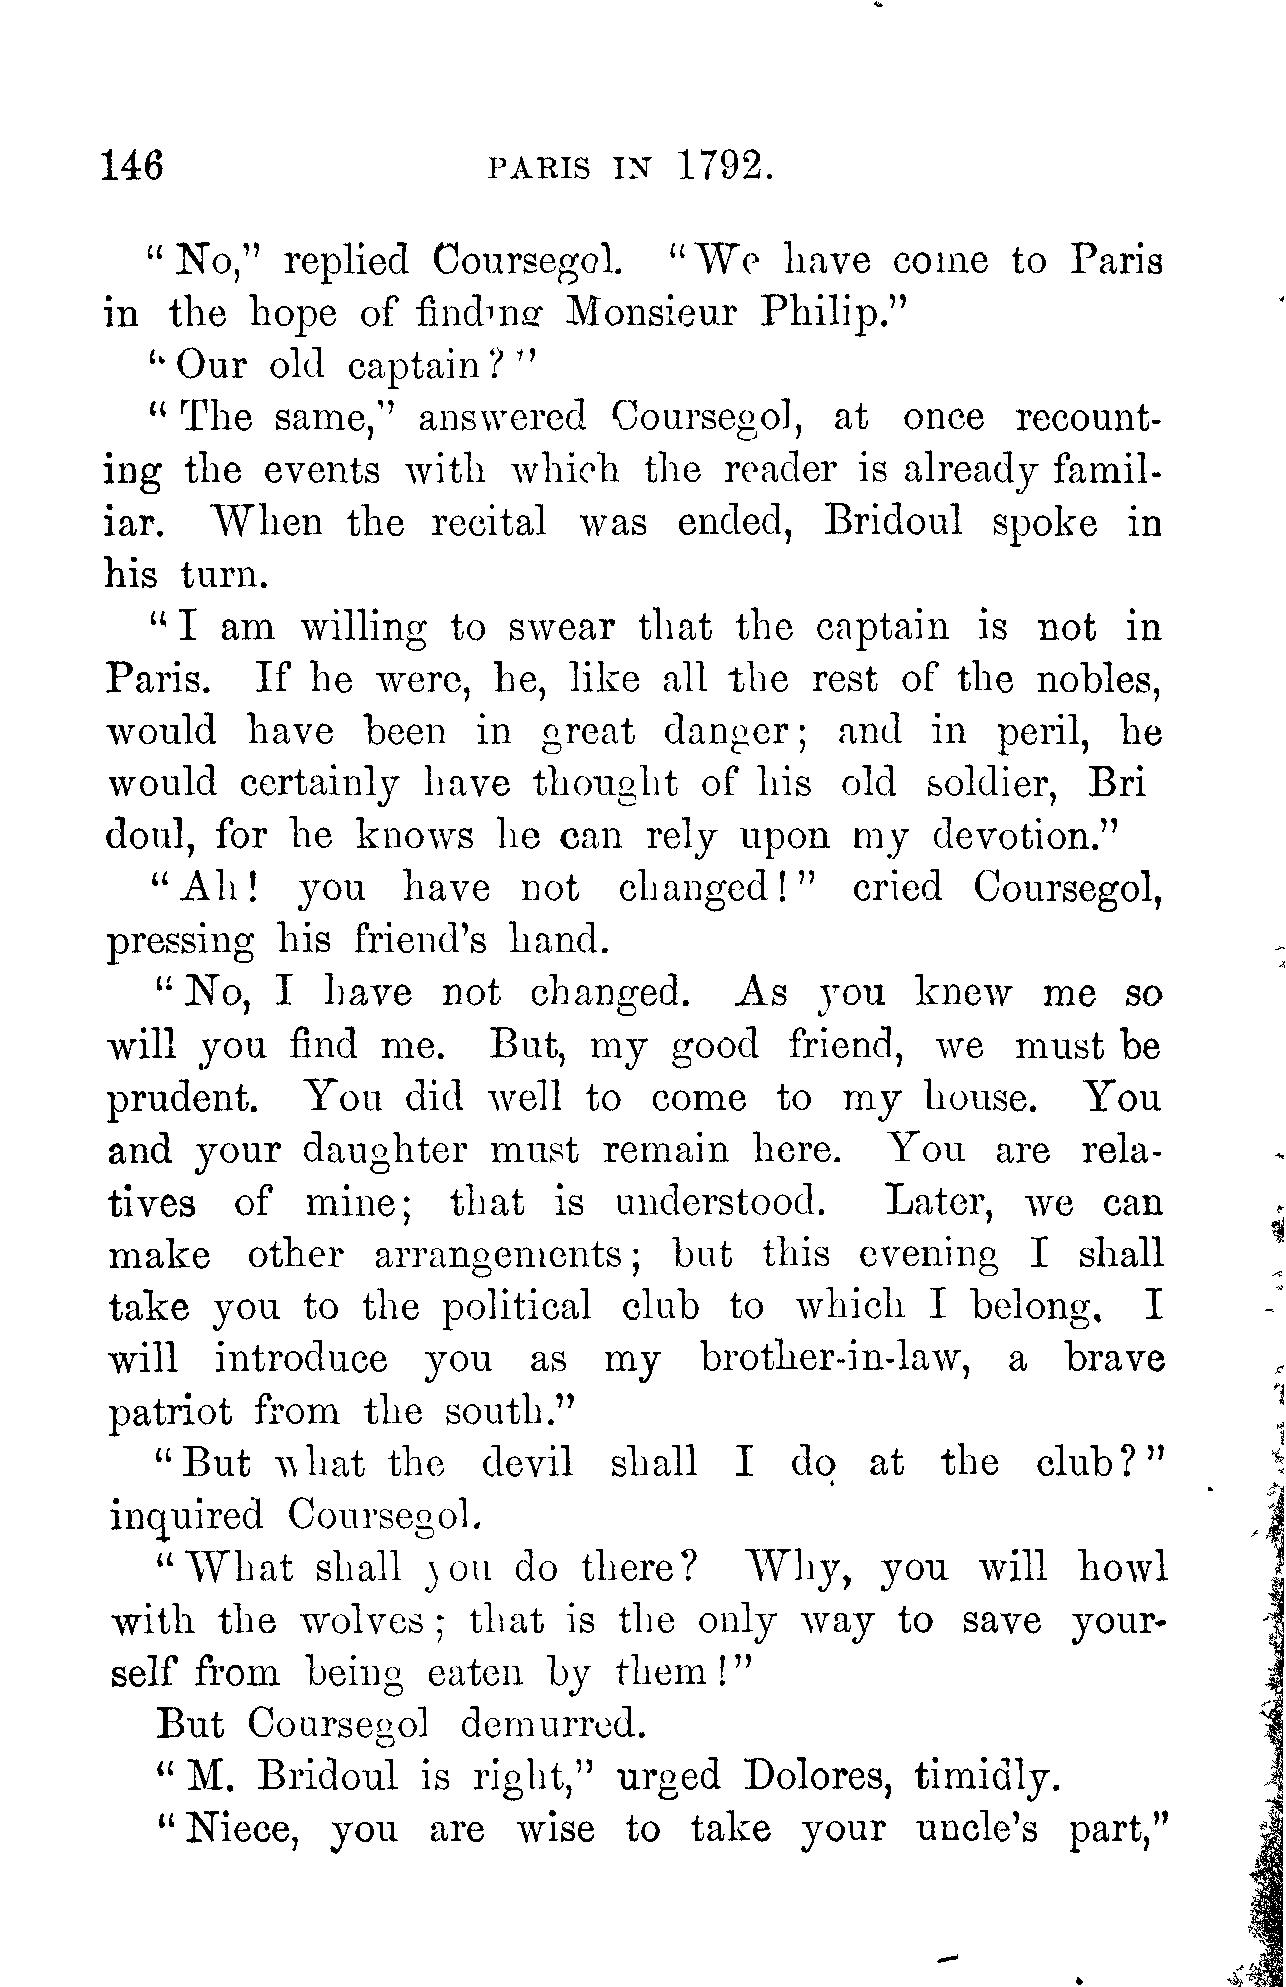 146 PARIS IN 1792.
"No," replied Coursegol. "We have come to Paris
in the hope of finding Monsieur Philip."
"Our old captain?"
"The same," answered Coursegol, at once recount-
ing the events with which the reader is already famil-
iar. When the recital was ended, Bridoul spoke in
his turn.
"I am willing to swear that the captain is not in
Paris. If he were, he, like all the rest of the nobles,
would have been in great danger; and in peril, he
would certainly have thought of his old soldier, Bri
doul, for he knows he can rely upon my devotion."
"Ah! you have not changed!" cried Coursegol,
pressing his friend's hand.
"No, I have not changed. As you knew me so
will you find me. But, my good friend, we must be
prudent. You did well to come to my house. You
and your daughter must remain here. You are rela-
tives of mine; that is understood. Later, we can
make other arrangements; but this evening I shall
take you to the political club to which I belong. I
will introduce you as my brother-in-law, a brave
patriot from the south."
"But what the devil shall I do at the club?"
inquired Coursegol.
"What shall you do there? Why, you will howl
with the wolves; that is the only way to save your-
self from being eaten by them!"
But Coursegol demurred.
"M. Bridoul is right," urged Dolores, timidly.
"Niece, you are wise to take your uncle's part,"